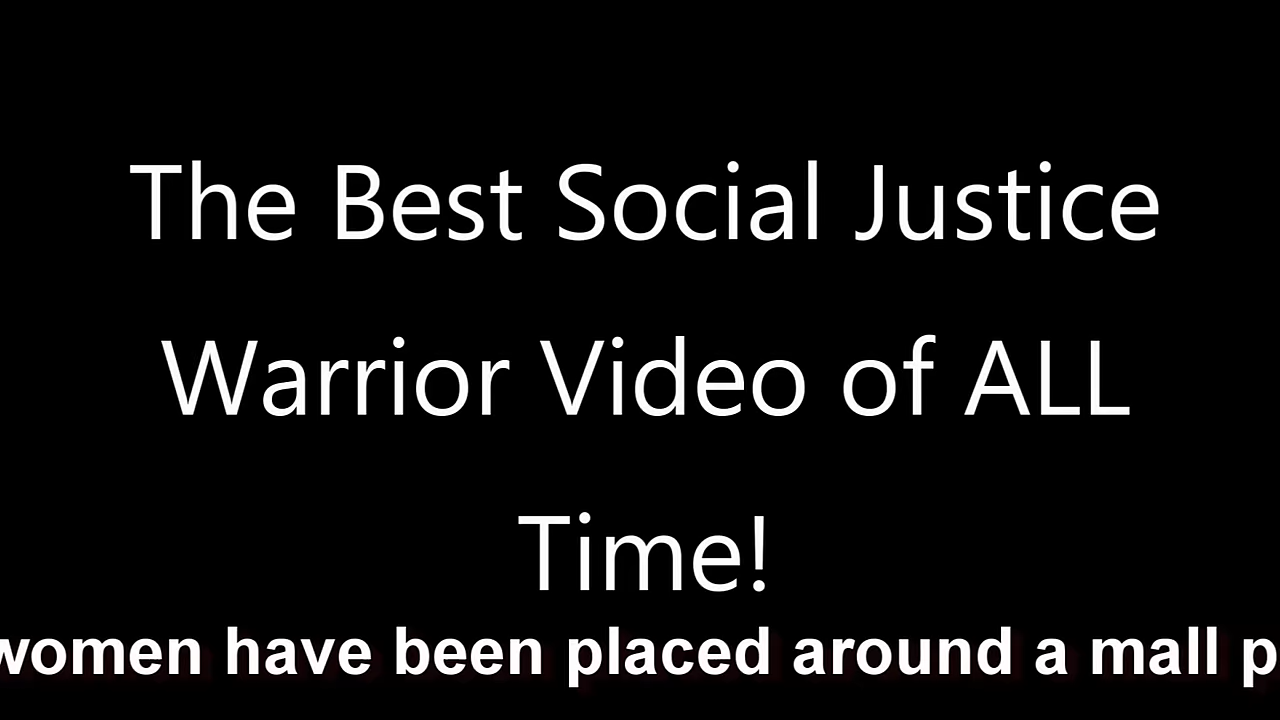 The Best Social Justice
Warrior Video of ALL
Time!
women have been placed around a mall